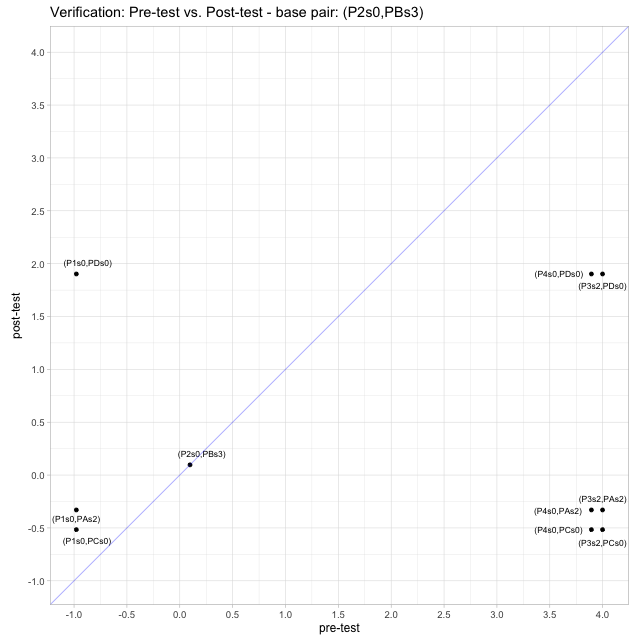 Verification: Pre-test vs. Post-test - base pair: (P2s0,PBs3)
4.0
3.5
3.0
2.5
2.0
1.5
1.0
0.5
0.0
-0.5
-1.0
post-test
(P1s0,PDs0)
(P4s0,PDs0)
(P3s2,PDs0)
(P2s0,PBs3)
(P3s2,PAs2)
(P4s0,PAs2)
(P1s0,PAs2)
(P4s0,PCs0)
(P1s0,PCs0)
(P3s2,PCs0)
-1.0 -0.5 0.0 0.5 1.0 1.5 2.0 2.5 3.0 3.5 4.0
pre-test